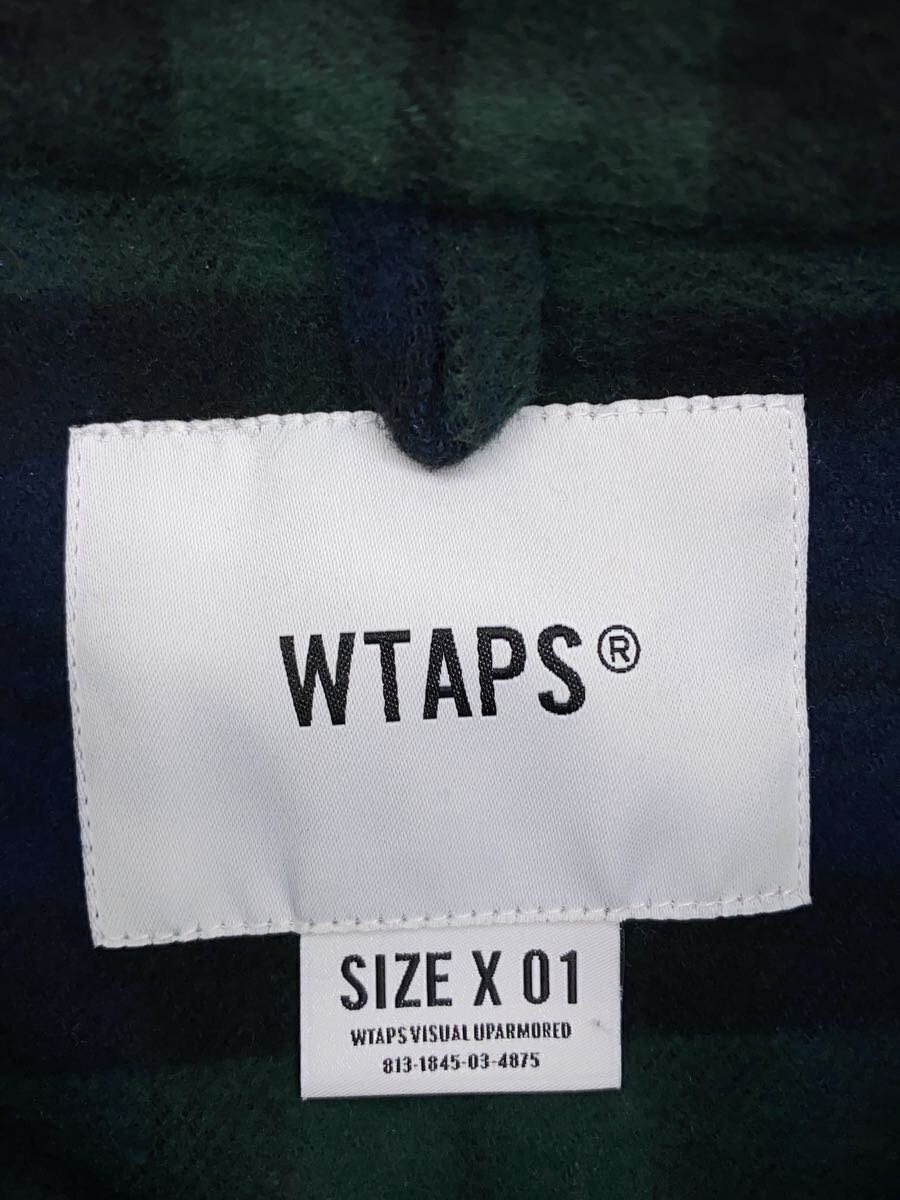 WTAPS®
SIZE X 01
WTAPS VISUAL UPARMORED
813-1845-03-4875